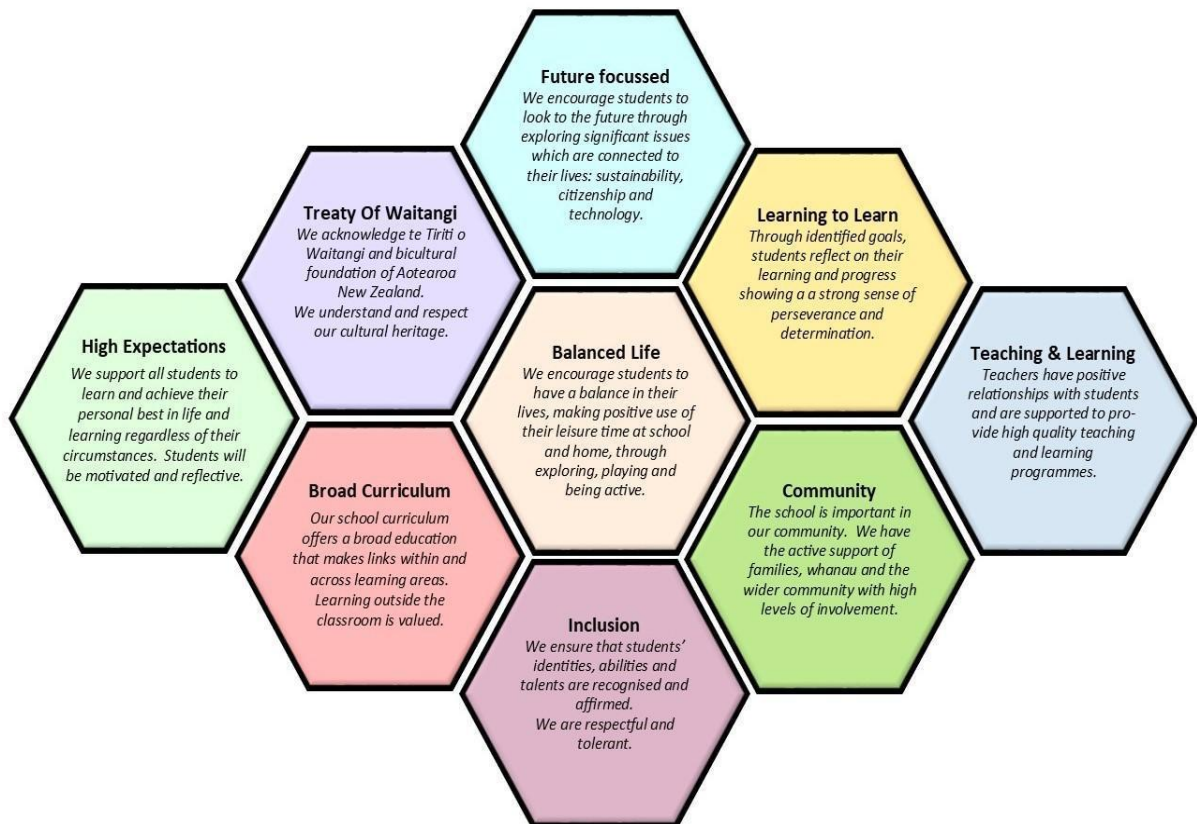 Future focussed
We encourage students to
look to the future through
exploring significant issues
which are connected to
their lives: sustainability,
citizenship and
technology.
Treaty Of Waitangi
We acknowledge te Tiriti o
Waitangi and bicultural
foundation of Aotearoa
New Zealand.
We understand and respect
our cultural heritage.
Learning to Learn
Through identified goals,
students reflect on their
learning and progress
showing a a strong sense of
perseverance and
determination.
High Expectations
We support all students to
learn and achieve their
personal best in life and
learning regardless of their
circumstances.  Students will
be motivated and reflective.
Balanced Life
We encourage students to
have a balance in their
lives, making positive use of
their leisure time at school
and home, through
exploring, playing and
being active.
Teaching & Learning
Teachers have positive
relationships with students
and are supported to pro-
vide high quality teaching
and learning
programmes.
Broad Curriculum
Our school curriculum
offers a broad education
that makes links within and
across learning areas.
Learning outside the
classroom is valued.
Community
The school is important in
our community.  We have
the active support of
families, whanau and the
wider community with high
levels of involvement.
Inclusion
We ensure that students’
identities, abilities and
talents are recognised and
affirmed.
We are respectful and
tolerant.